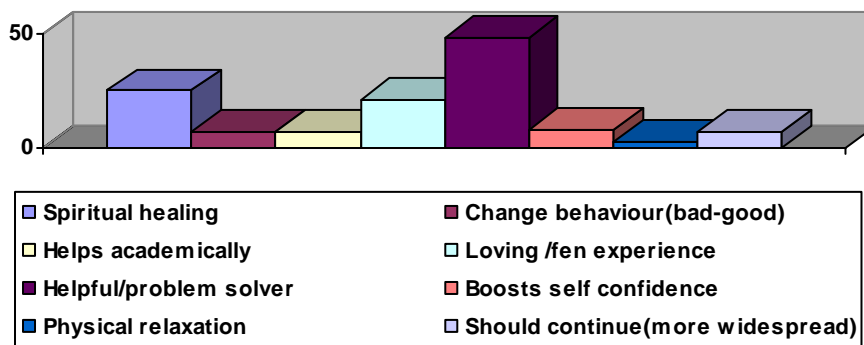 50
0
Spiritual healing
Change behaviour(bad-good)
Helps academically
Loving /fen experience
Helpful/problem solver
Boosts self confidence
Physical relaxation
Should continue(more widespread)